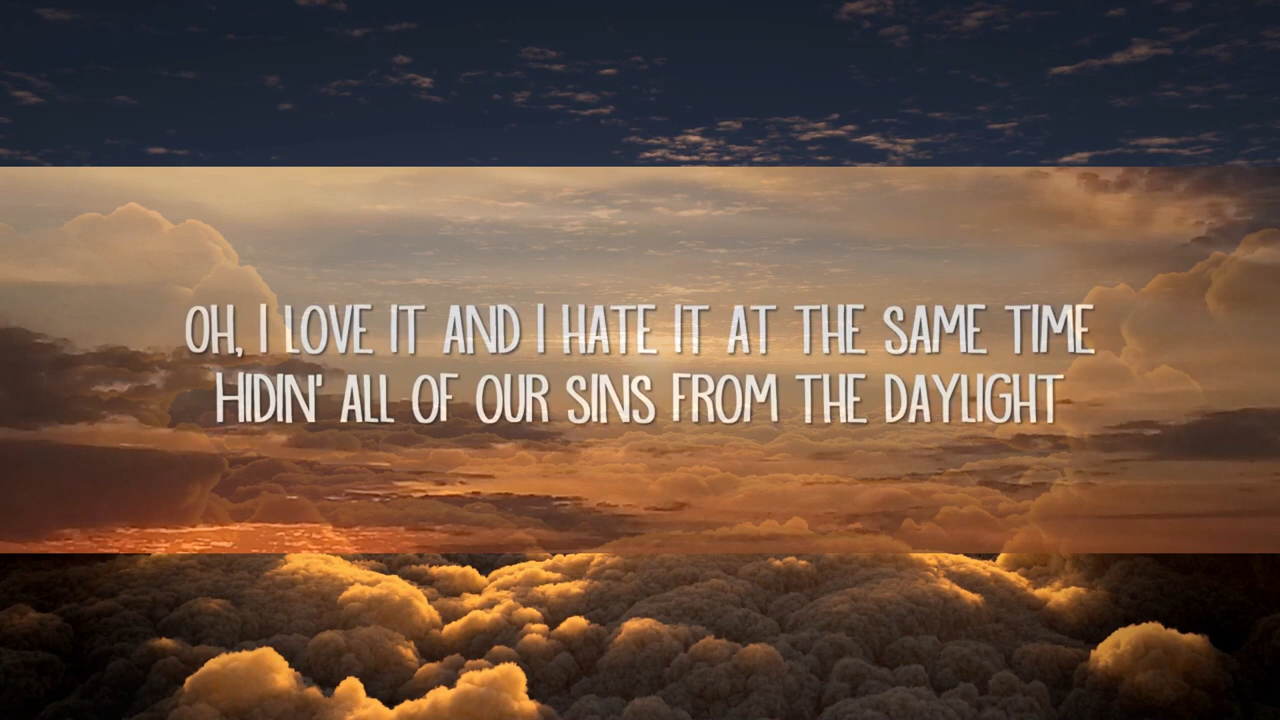 OH, I LOVE IT AND I HATE IT AT THE SAME TIME
HIDIN' ALL OF OUR SINS FROM THE DAYLIGHT